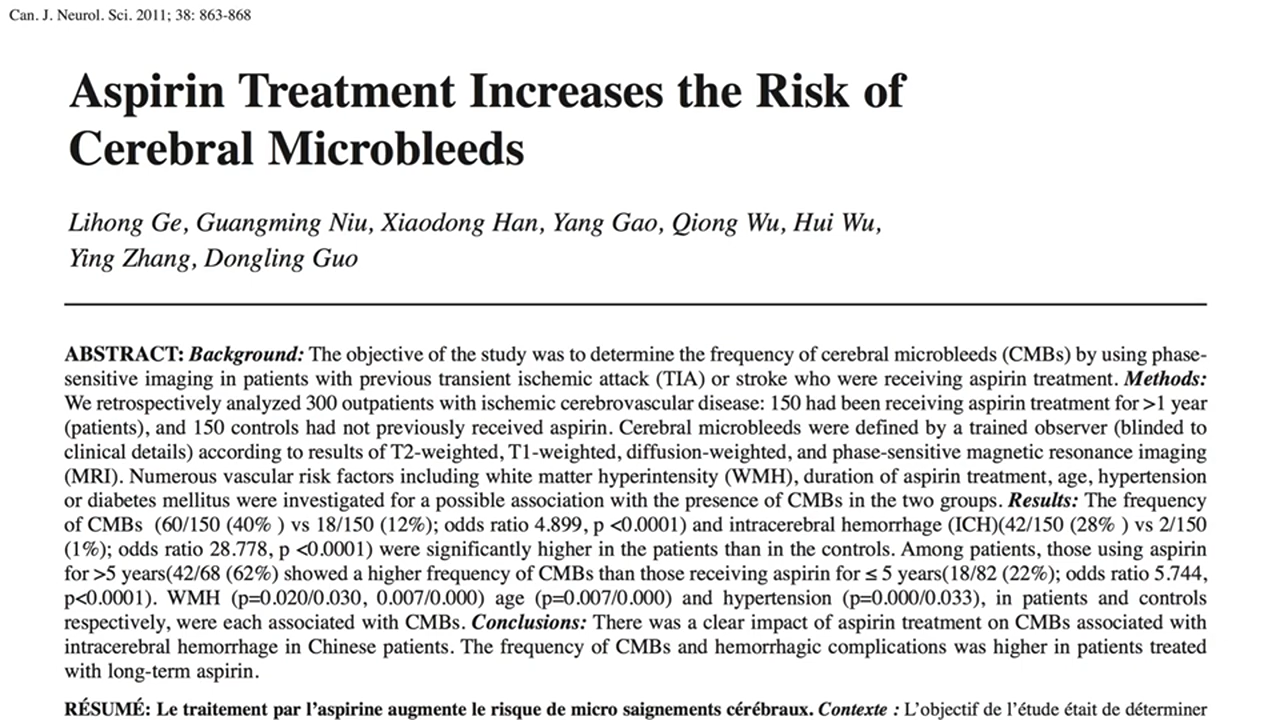 Can. J. Neurol. Sci. 2011; 38: 863-868
Aspirin Treatment Increases the Risk of
Cerebral Microbleeds
Lihong Ge, Guangming Niu, Xiaodong Han, Yang Gao, Qiong Wu, Hui Wu,
Ying Zhang, Dongling Guo
ABSTRACT: Background: The objective of the study was to determine the frequency of cerebral microbleeds (CMBs) by using phase-
sensitive imaging in patients with previous transient ischemic attack (TIA) or stroke who were receiving aspirin treatment. Methods:
We retrospectively analyzed 300 outpatients with ischemic cerebrovascular disease: 150 had been receiving aspirin treatment for >1 year
(patients), and 150 controls had not previously received aspirin. Cerebral microbleeds were defined by a trained observer (blinded to
clinical details) according to results of T2-weighted, T1-weighted, diffusion-weighted, and phase-sensitive magnetic resonance imaging
(MRI). Numerous vascular risk factors including white matter hyperintensity (WMH), duration of aspirin treatment, age, hypertension
or diabetes mellitus were investigated for a possible association with the presence of CMBs in the two groups. Results: The frequency
of CMBs (60/150 (40% ) vs 18/150 (12%); odds ratio 4.899, p <0.0001) and intracerebral hemorrhage (ICH)(42/150 (28% ) vs 2/150
(1%); odds ratio 28.778, p <0.0001) were significantly higher in the patients than in the controls. Among patients, those using aspirin
for >5 years(42/68 (62%) showed a higher frequency of CMBs than those receiving aspirin for ≤ 5 years(18/82 (22%); odds ratio 5.744,
p<0.0001). WMH (p=0.020/0.030, 0.007/0.000) age (p=0.007/0.000) and hypertension (p=0.000/0.033), in patients and controls
respectively, were each associated with CMBs. Conclusions: There was a clear impact of aspirin treatment on CMBs associated with
intracerebral hemorrhage in Chinese patients. The frequency of CMBs and hemorrhagic complications was higher in patients treated
with long-term aspirin.
RÉSUMÉ: Le traitement par l’aspirine augmente le risque de micro saignements cérébraux. Contexte : L’objectif de l’étude était de déterminer